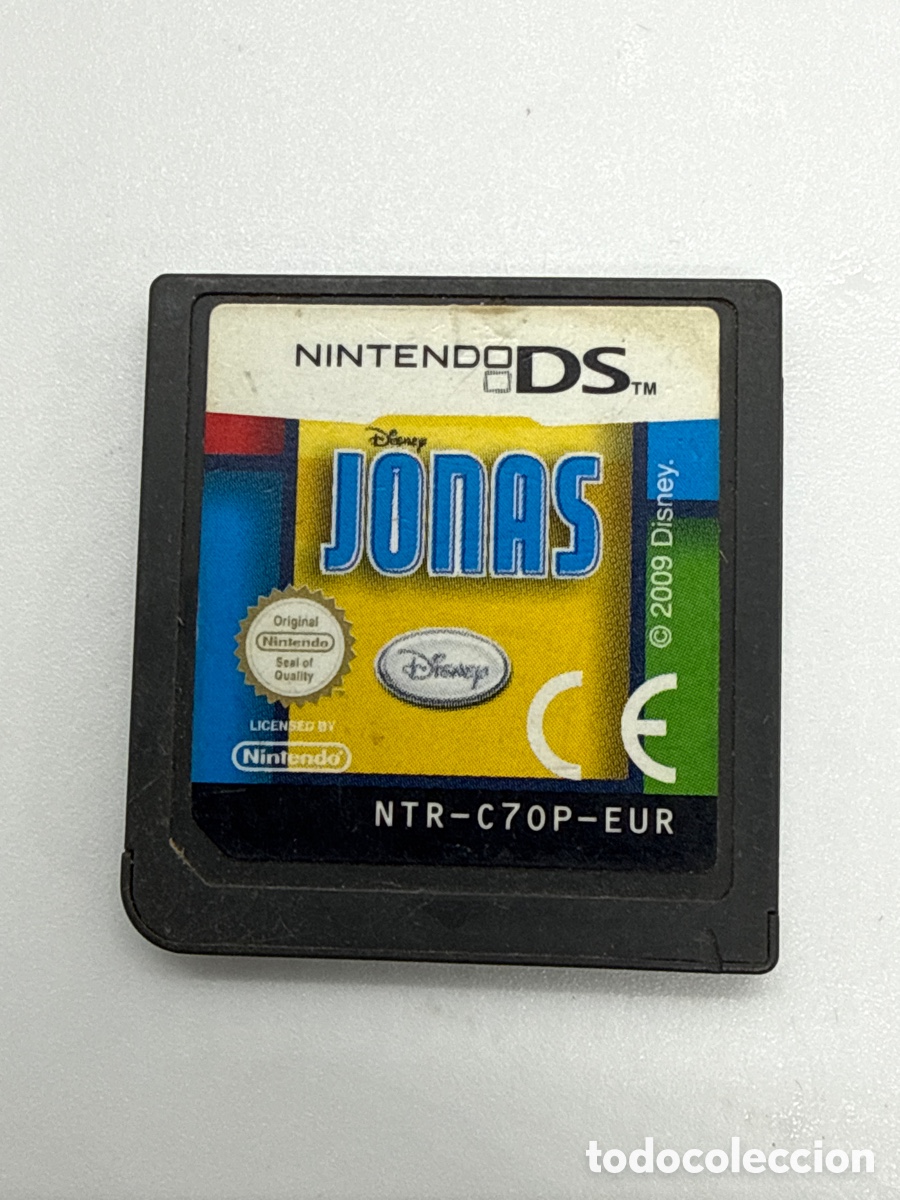 NINTENDO DS TM
Disney
JONAS
© 2009 Disney.
Original
Nintendo
Seal of
Quality
Disney
CE
LICENSED BY
Nintendo
NTR-C7OP-EUR
todocoleccion